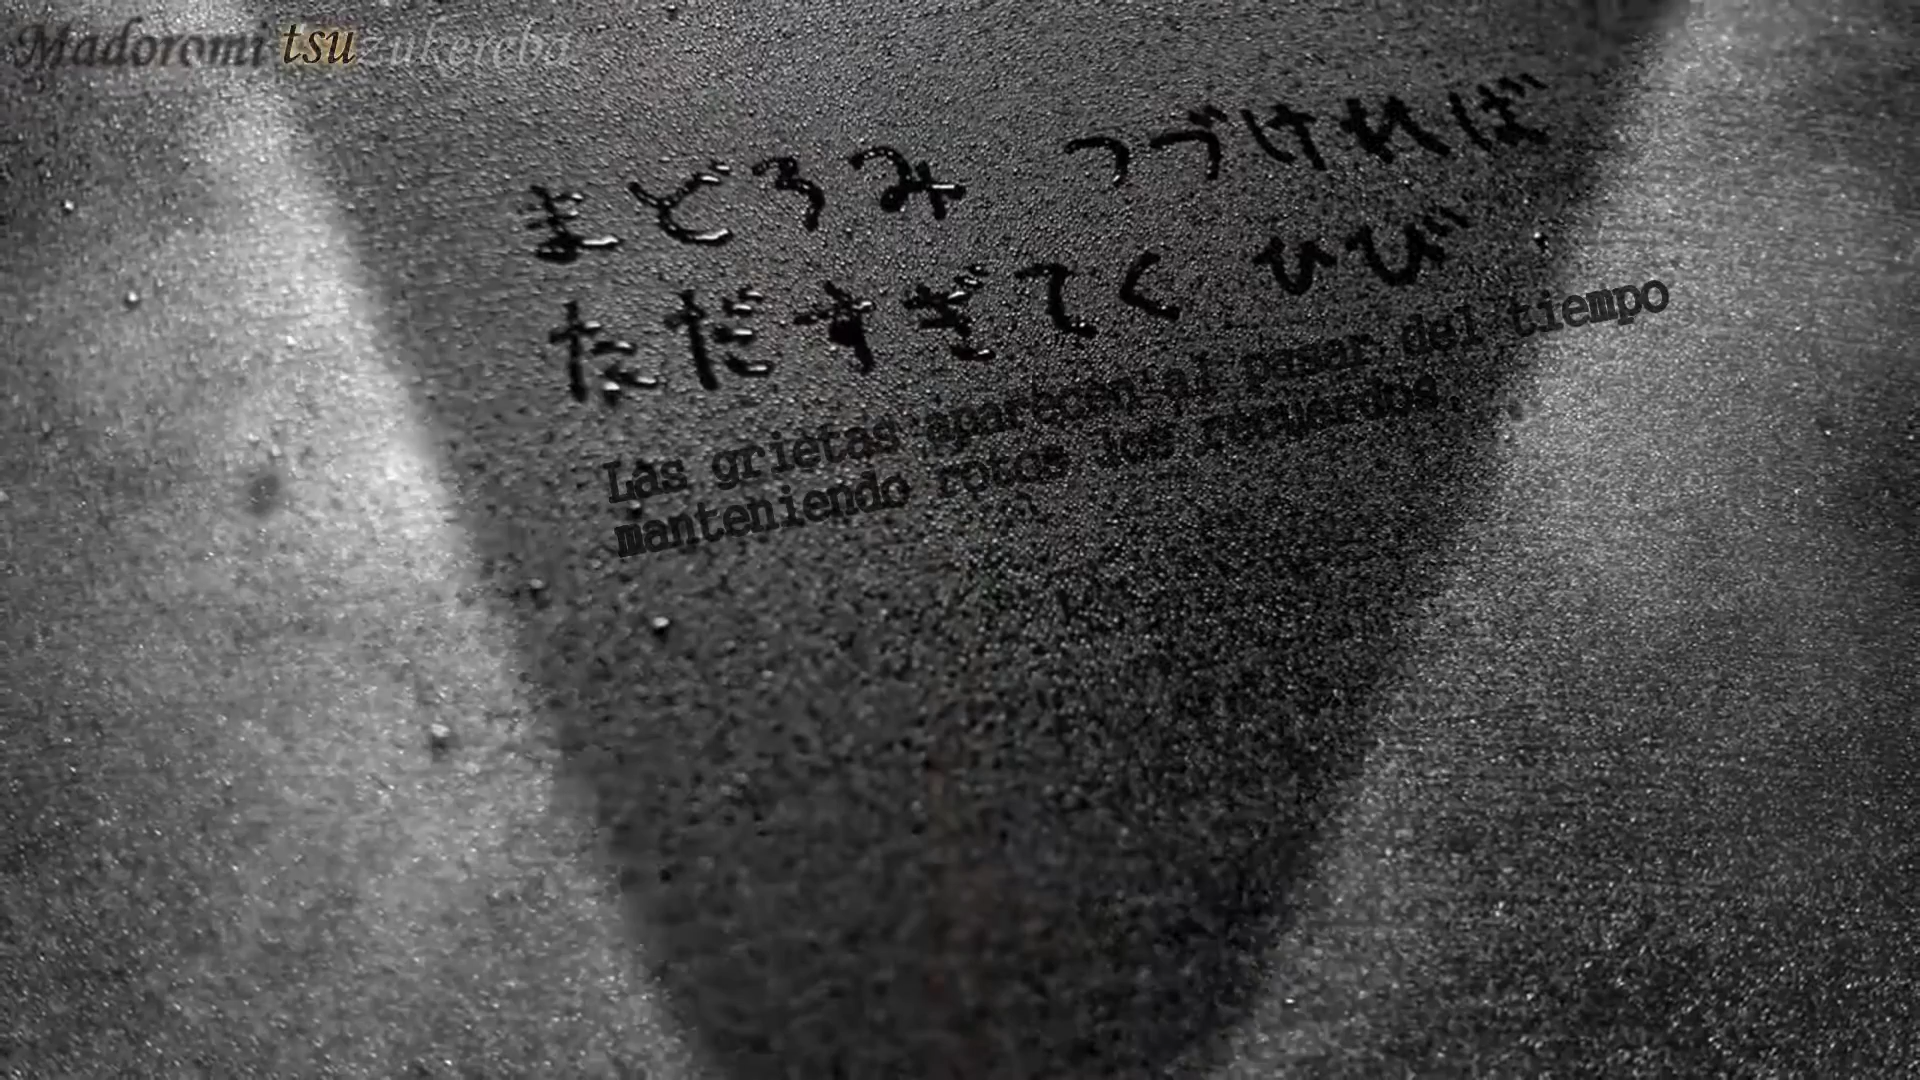 Madoromi tsuzukereba
まどろみ つづければ
ただすぎてく ひび
Las grietas aparecen al pasar del tiempo
manteniendo rotos los recuerdos...